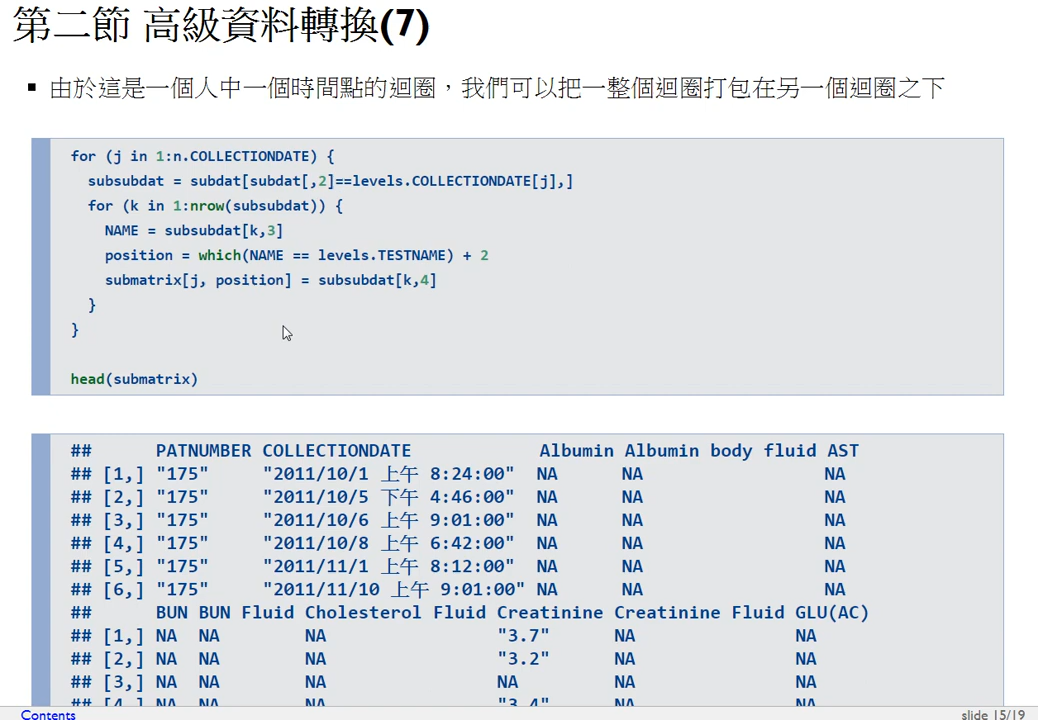 第二節 高級資料轉換(7)
▪ 由於這是一個人中一個時間點的迴圈，我們可以把一整個迴圈打包在另一個迴圈之下
for (j in 1:n.COLLECTIONDATE) {
  subsubdat = subdat[subdat[,2]==levels.COLLECTIONDATE[j],]
  for (k in 1:nrow(subsubdat)) {
    NAME = subsubdat[k,3]
    position = which(NAME == levels.TESTNAME) + 2
    submatrix[j, position] = subsubdat[k,4]
  }
}
head(submatrix)
##      PATNUMBER COLLECTIONDATE            Albumin Albumin body fluid AST
## [1,] "175"     "2011/10/1 上午 8:24:00"  NA      NA                 NA
## [2,] "175"     "2011/10/5 下午 4:46:00"  NA      NA                 NA
## [3,] "175"     "2011/10/6 上午 9:01:00"  NA      NA                 NA
## [4,] "175"     "2011/10/8 上午 6:42:00"  NA      NA                 NA
## [5,] "175"     "2011/11/1 上午 8:12:00"  NA      NA                 NA
## [6,] "175"     "2011/11/10 上午 9:01:00" NA      NA                 NA
##      BUN BUN Fluid Cholesterol Fluid Creatinine Creatinine Fluid GLU(AC)
## [1,] NA  NA        NA                "3.7"      NA               NA
## [2,] NA  NA        NA                "3.2"      NA               NA
## [3,] NA  NA        NA                NA         NA               NA
## [4,] NA  NA        NA                "3.4"      NA               NA
Contents
slide 15/19